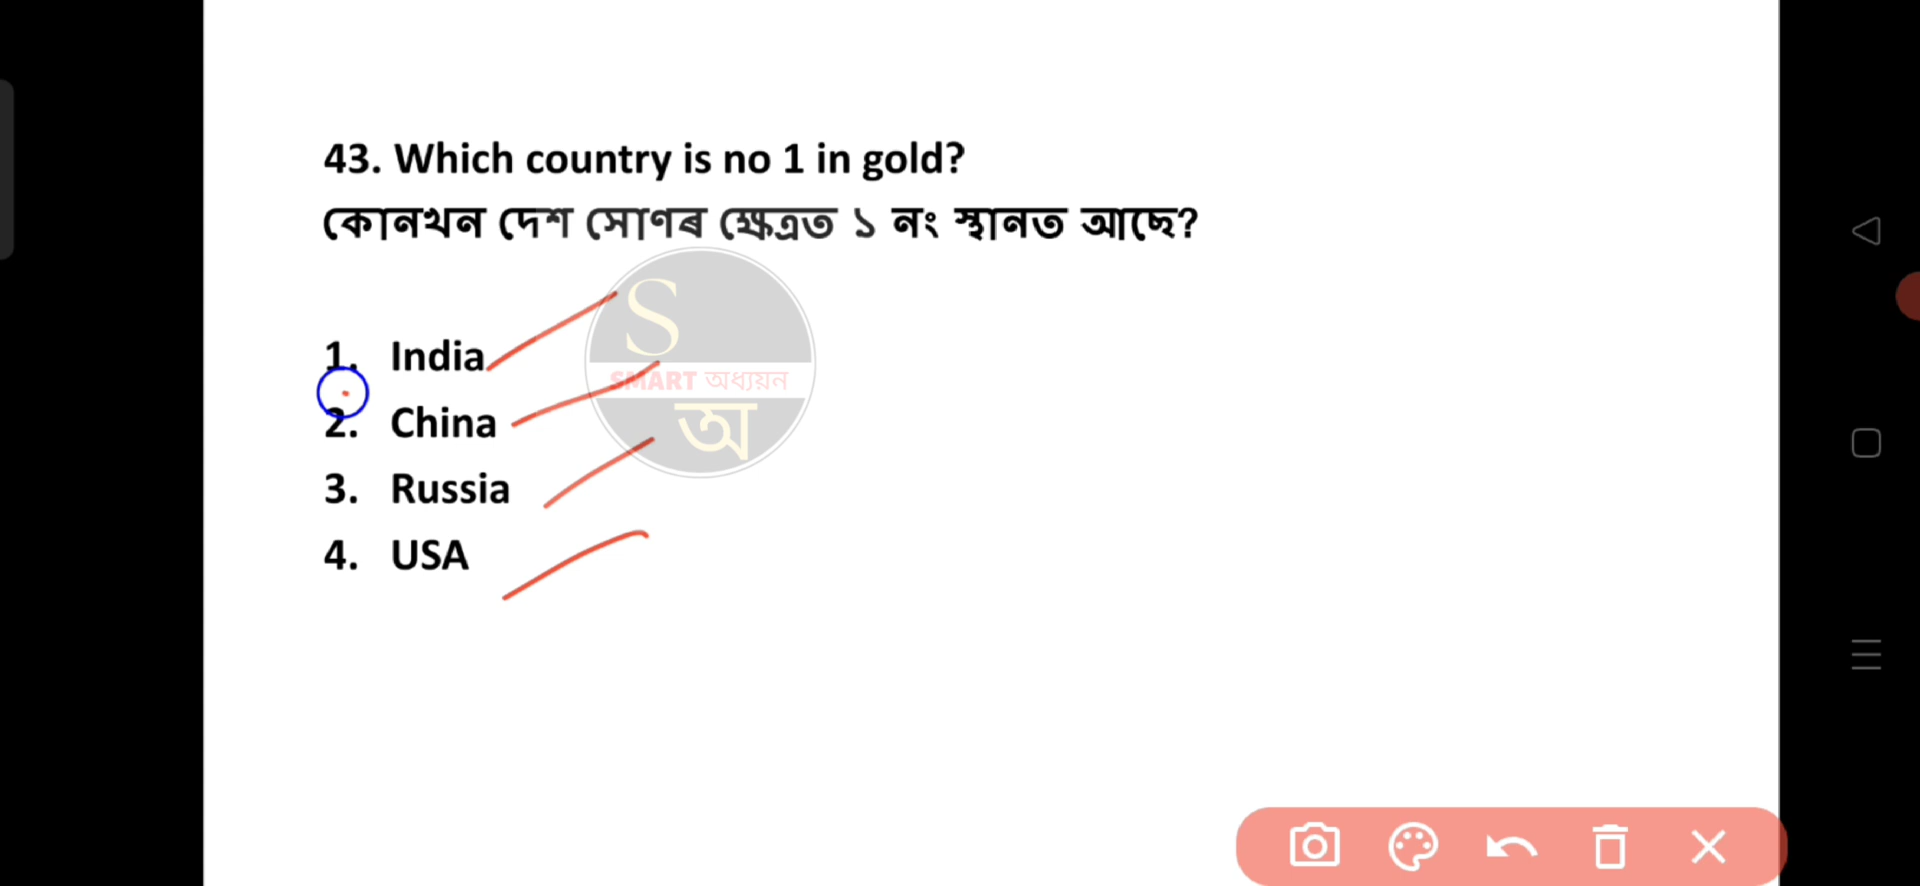 43. Which country is no 1 in gold?
কোনখন দেশ সোণৰ ক্ষেত্ৰত ১ নং স্থানত আছে?
S
SMART অধ্যয়ন
অ
1. India
2. China
3. Russia
4. USA